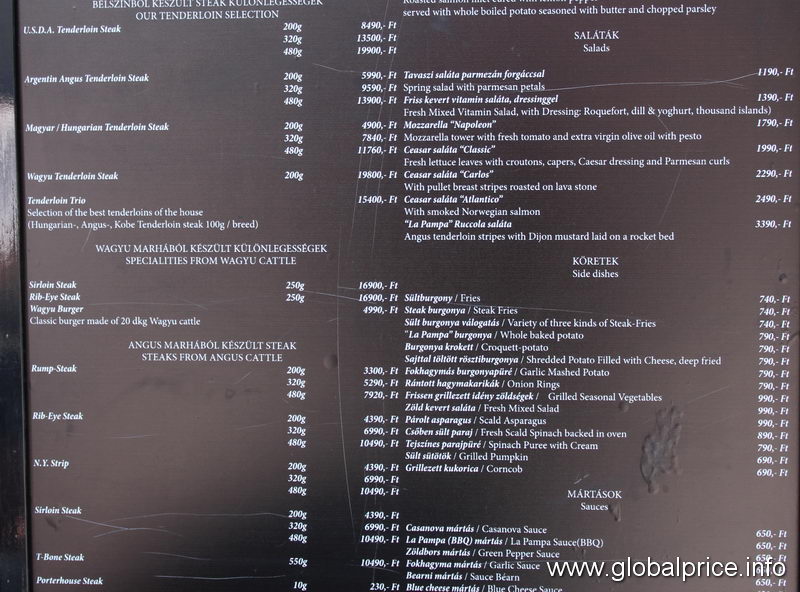 BÉLSZÍNBŐL KÉSZÜLT STEAK KÜLÖNLEGESSÉGEK
OUR TENDERLOIN SELECTION
U.S.D.A. Tenderloin Steak 200g 8490,- Ft
320g 13500,- Ft
480g 19900,- Ft
Argentin Angus Tenderloin Steak 200g 5990,- Ft
320g 9590,- Ft
480g 13900,- Ft
Magyar / Hungarian Tenderloin Steak 200g 4900,- Ft
320g 7840,- Ft
480g 11760,- Ft
Wagyu Tenderloin Steak 200g 19800,- Ft
Tenderloin Trio 15400,- Ft
Selection of the best tenderloins of the house
(Hungarian-, Angus-, Kobe Tenderloin steak 100g / breed)
WAGYU MARHÁBÓL KÉSZÜLT KÜLÖNLEGESSÉGEK
SPECIALITIES FROM WAGYU CATTLE
Sirloin Steak 250g 16900,- Ft
Rib-Eye Steak 250g 16900,- Ft
Wagyu Burger 4990,- Ft
Classic burger made of 20 dkg Wagyu cattle
ANGUS MARHÁBÓL KÉSZÜLT STEAK
STEAKS FROM ANGUS CATTLE
Rump-Steak 200g 3300,- Ft
320g 5290,- Ft
480g 7920,- Ft
Rib-Eye Steak 200g 4390,- Ft
320g 6990,- Ft
480g 10490,- Ft
N.Y. Strip 200g 4390,- Ft
320g 6990,- Ft
480g 10490,- Ft
Sirloin Steak 200g 4390,- Ft
320g 6990,- Ft
480g 10490,- Ft
T-Bone Steak 550g 10490,- Ft
Porterhouse Steak 10g 230,- Ft
served with whole boiled potato seasoned with butter and chopped parsley
SALÁTÁK
Salads
Tavaszi saláta parmezán forgáccsal 1190,- Ft
Spring salad with parmesan petals
Friss kevert vitamin saláta, dresszinggel 1390,- Ft
Fresh Mixed Vitamin Salad, with Dressing: Roquefort, dill & yoghurt, thousand islands)
Mozzarella "Napoleon" 1790,- Ft
Mozzarella tower with fresh tomato and extra virgin olive oil with pesto
Ceasar saláta "Classic" 1990,- Ft
Fresh lettuce leaves with croutons, capers, Caesar dressing and Parmesan curls
Ceasar saláta "Carlos" 2290,- Ft
With pullet breast stripes roasted on lava stone
Ceasar saláta "Atlantico" 2490,- Ft
With smoked Norwegian salmon
"La Pampa" Ruccola saláta 3390,- Ft
Angus tenderloin stripes with Dijon mustard laid on a rocket bed
KÖRETEK
Side dishes
Sültburgony / Fries 740,- Ft
Steak burgonya / Steak Fries 740,- Ft
Sült burgonya válogatás / Variety of three kinds of Steak-Fries 740,- Ft
"La Pampa" burgonya / Whole baked potato 790,- Ft
Burgonya krokett / Croquett-potato 790,- Ft
Sajttal töltött rösztiburgonya / Shredded Potato Filled with Cheese, deep fried 790,- Ft
Fokhagymás burgonyapüré / Garlic Mashed Potato 790,- Ft
Rántott hagymakarikák / Onion Rings 790,- Ft
Frissen grillezett idény zöldségek / Grilled Seasonal Vegetables 990,- Ft
Zöld kevert saláta / Fresh Mixed Salad 990,- Ft
Párolt asparagus / Scald Asparagus 990,- Ft
Csőben sült paraj / Fresh Scald Spinach backed in oven 890,- Ft
Tejszínes parajpüré / Spinach Puree with Cream 790,- Ft
Sült sütőtök / Grilled Pumpkin 690,- Ft
Grillezett kukorica / Corncob 690,- Ft
MÁRTÁSOK
Sauces
Casanova mártás / Casanova Sauce 650,- Ft
La Pampa (BBQ) mártás / La Pampa Sauce(BBQ) 650,- Ft
Zöldbors mártás / Green Pepper Sauce 650,- Ft
Fokhagyma mártás / Garlic Sauce
Bearni mártás / Sauce Béarn
Blue cheese mártás / Blue Cheese Sauce
www.globalprice.info